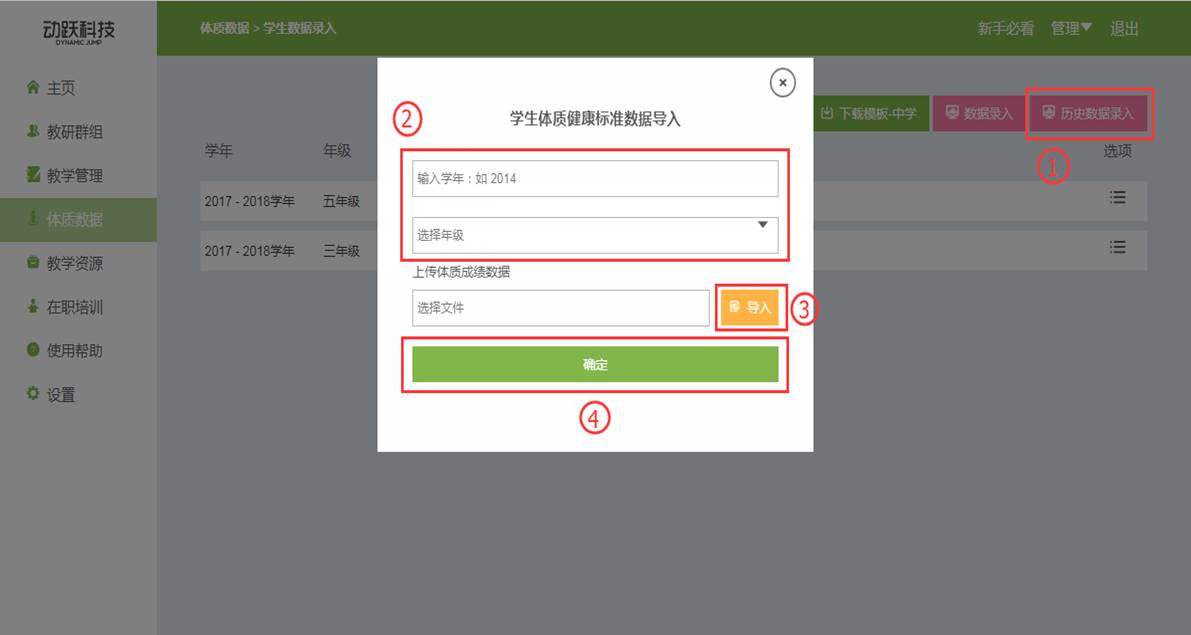 动跃科技
DYNAMIC JUMP
体质数据 > 学生数据录入
新手必看 管理 退出
主页
教研群组
教学管理
体质数据
教学资源
在职培训
使用帮助
设置
下载模板-中学 数据录入 历史数据录入
①
学年 年级 选项
2017 - 2018学年 五年级
2017 - 2018学年 三年级
×
②
学生体质健康标准数据导入
输入学年：如 2014
选择年级
上传体质成绩数据
选择文件 导入 ③
确定
④